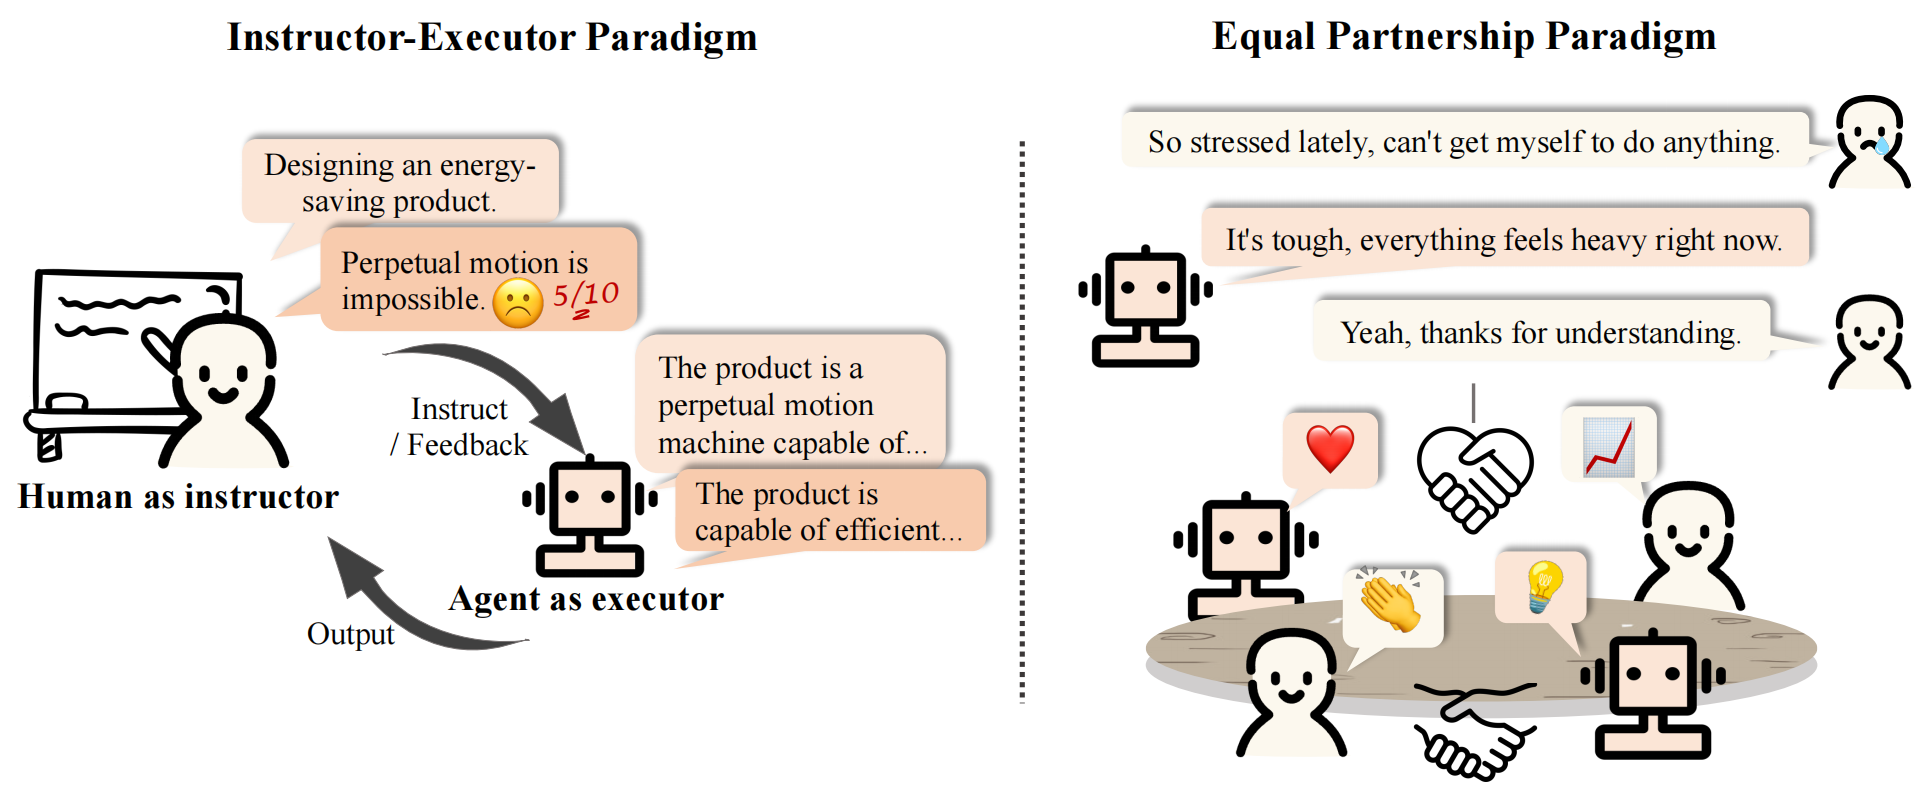 Instructor-Executor Paradigm
Designing an energy-
saving product.
Perpetual motion is
impossible.
5/10
Instruct
/ Feedback
The product is a
perpetual motion
machine capable of...
The product is
capable of efficient...
Human as instructor
Agent as executor
Output
Equal Partnership Paradigm
So stressed lately, can't get myself to do anything.
It's tough, everything feels heavy right now.
Yeah, thanks for understanding.